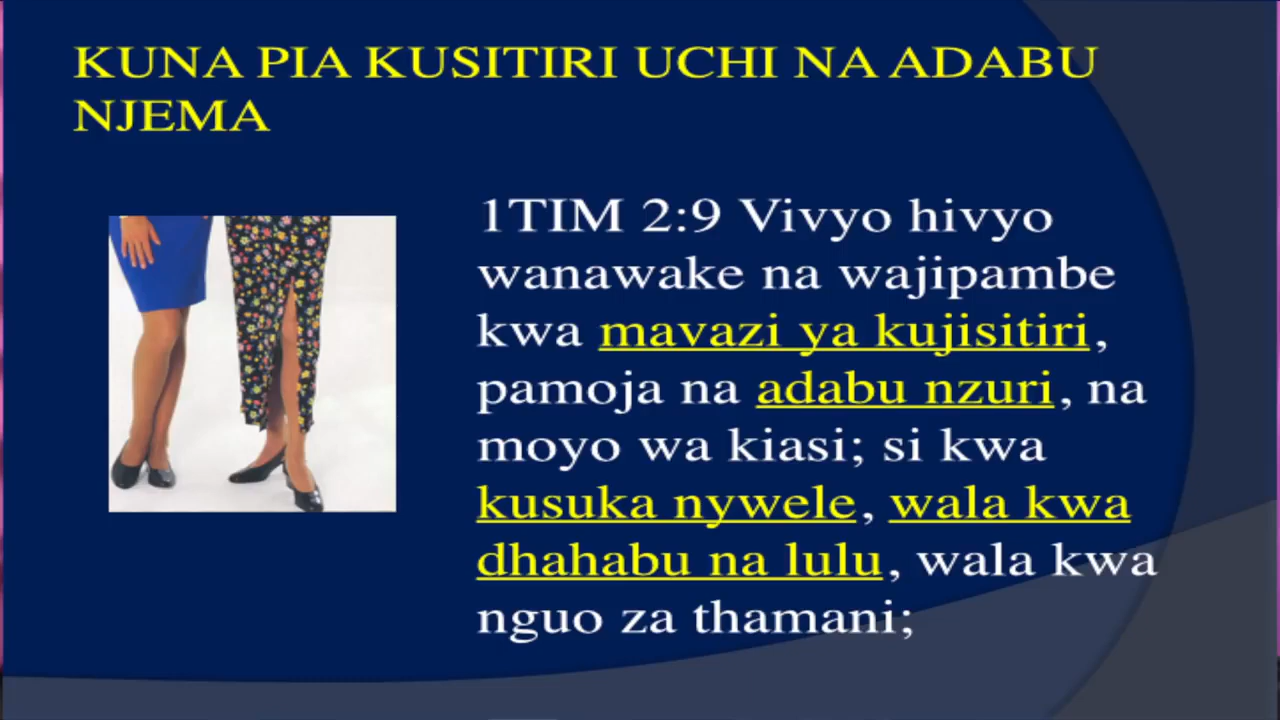 KUNA PIA KUSITIRI UCHI NA ADABU
NJEMA
1TIM 2:9 Vivyo hivyo
wanawake na wajipambe
kwa mavazi ya kujisitiri,
pamoja na adabu nzuri, na
moyo wa kiasi; si kwa
kusuka nywele, wala kwa
dhahabu na lulu, wala kwa
nguo za thamani;